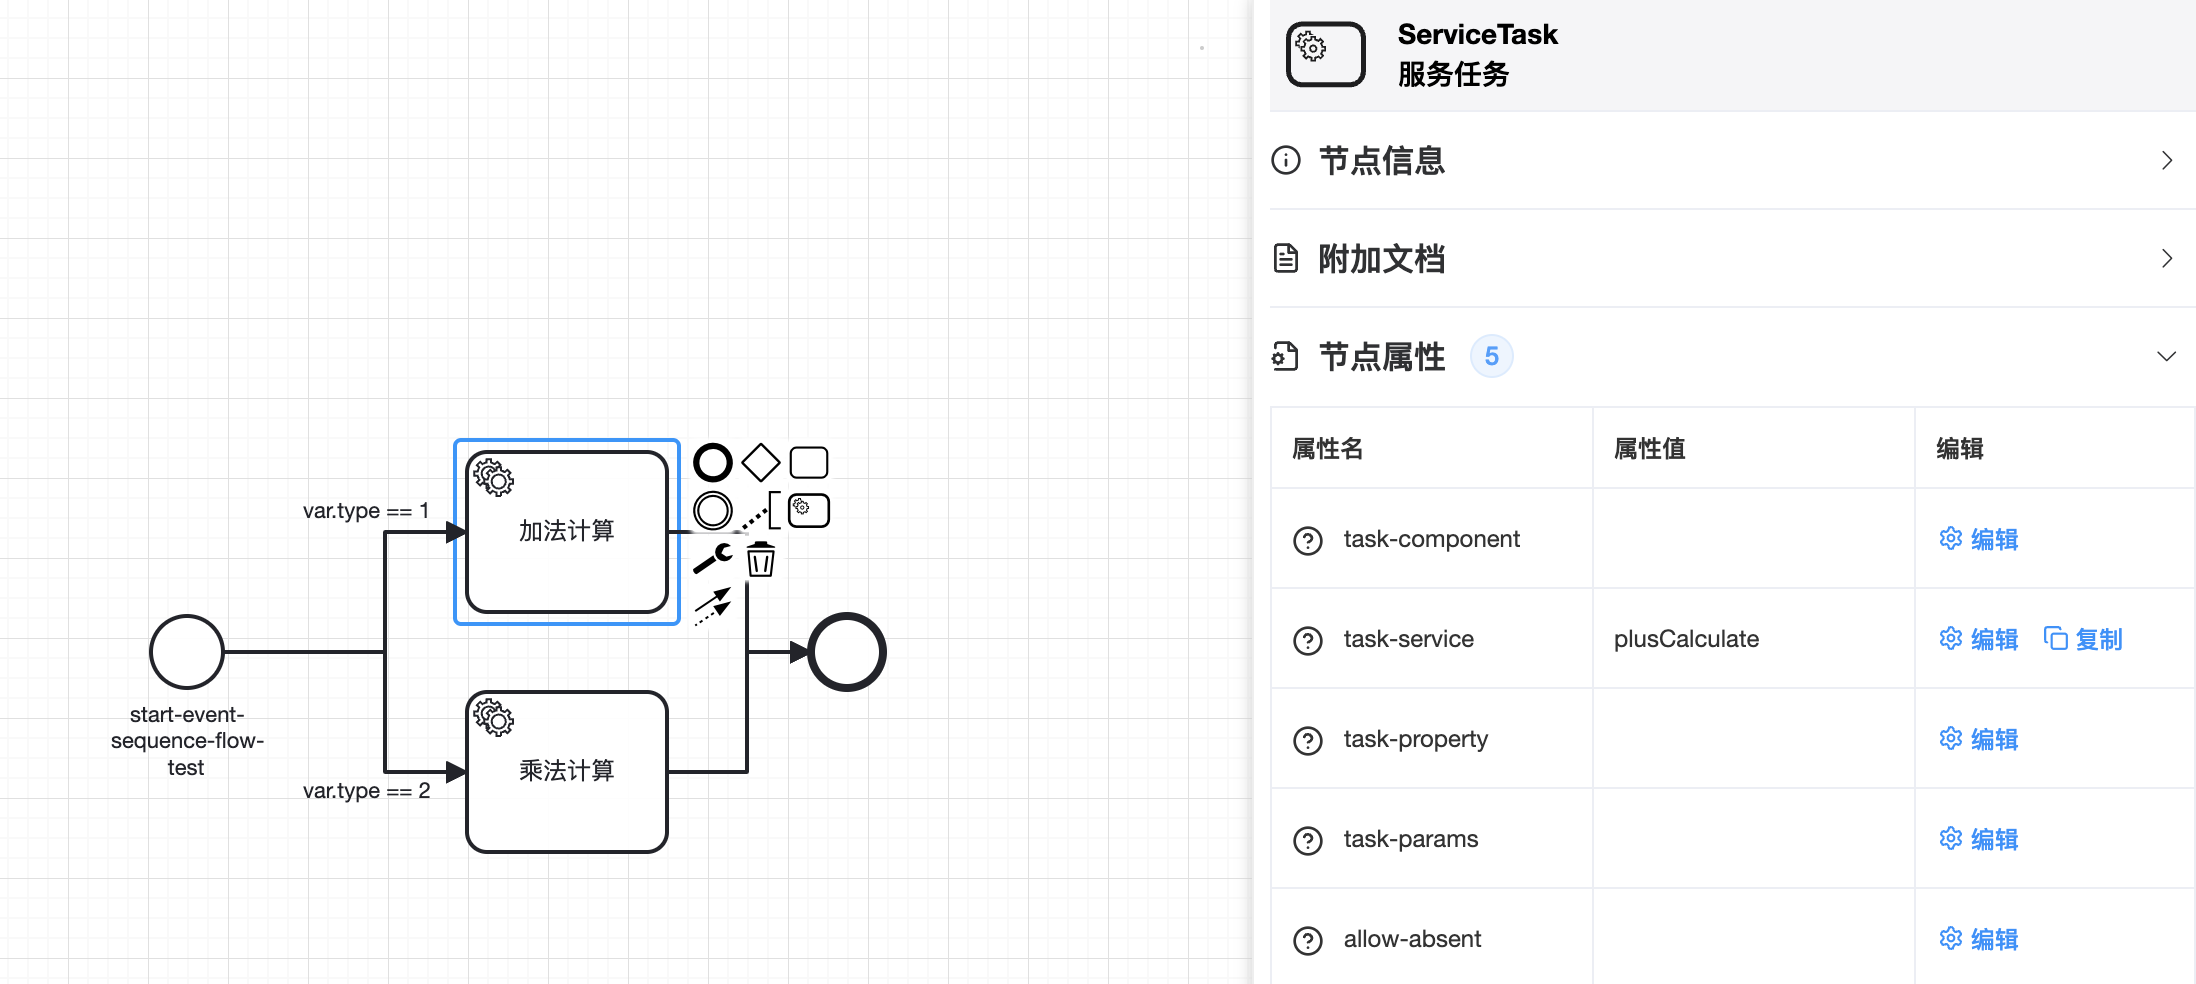 var.type == 1
加法计算
start-event-
sequence-flow-
test
var.type == 2
乘法计算
ServiceTask
服务任务
节点信息
附加文档
节点属性 5
属性名 属性值 编辑
task-component 编辑
task-service plusCalculate 编辑 复制
task-property 编辑
task-params 编辑
allow-absent 编辑